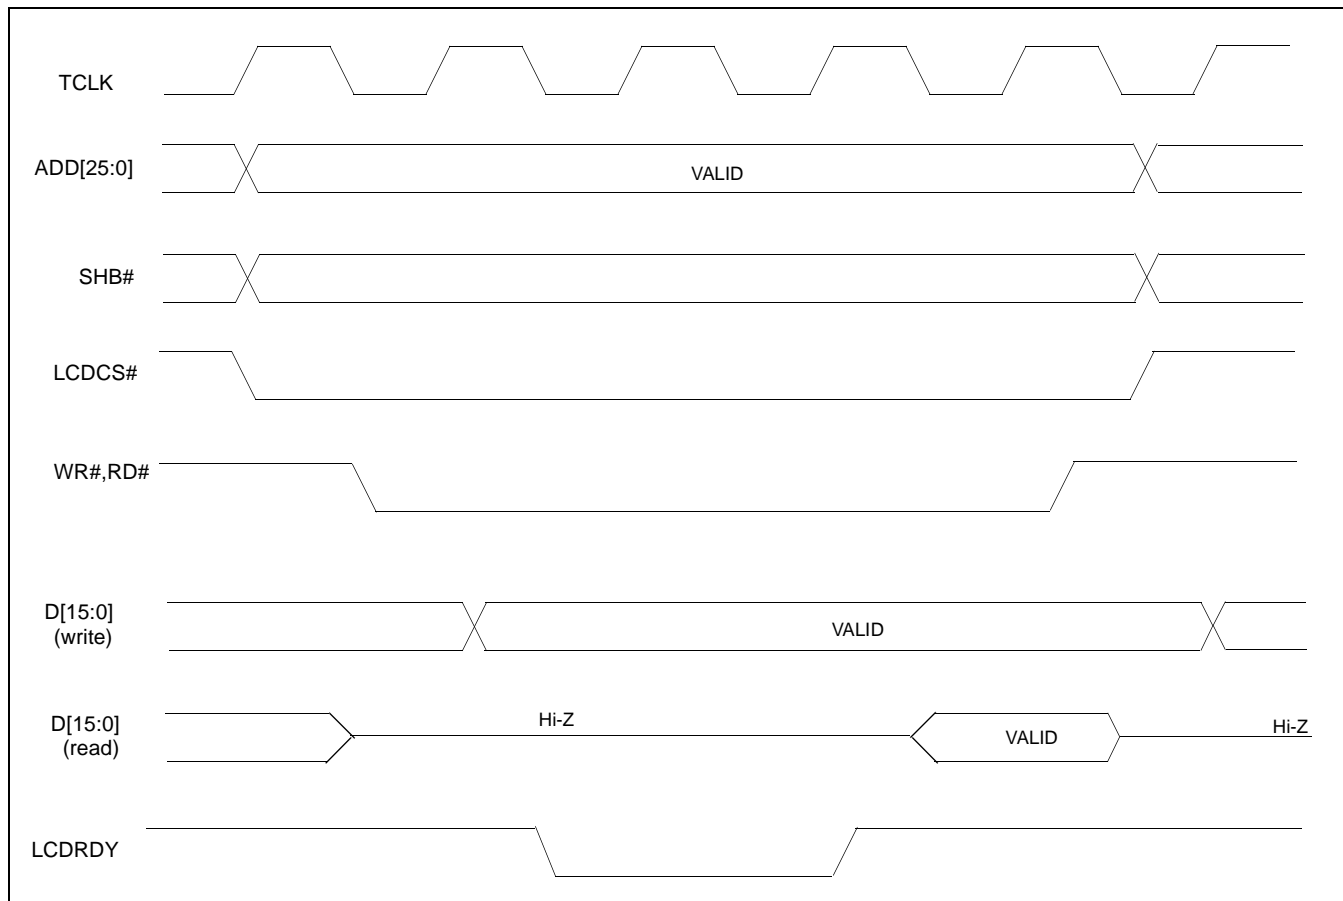 TCLK
ADD[25:0]
VALID
SHB#
LCDCS#
WR#,RD#
D[15:0]
(write)
VALID
D[15:0]
(read)
Hi-Z
VALID
Hi-Z
LCDRDY